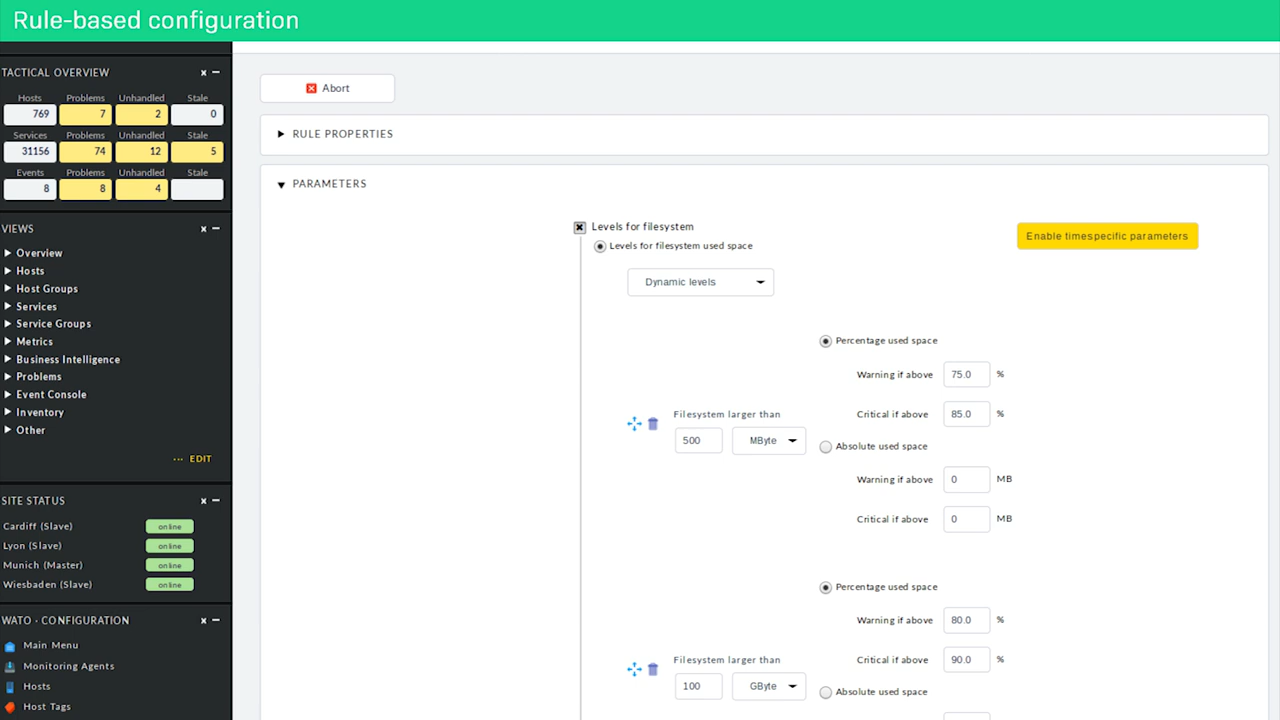 Rule-based configuration
TACTICAL OVERVIEW
Hosts Problems Unhandled Stale
769 7 2 0
Services Problems Unhandled Stale
31156 74 12 5
Events Problems Unhandled Stale
8 8 4
VIEWS
Overview
Hosts
Host Groups
Services
Service Groups
Metrics
Business Intelligence
Problems
Event Console
Inventory
Other
... EDIT
SITE STATUS
Cardiff (Slave) online
Lyon (Slave) online
Munich (Master) online
Wiesbaden (Slave) online
WATO · CONFIGURATION
Main Menu
Monitoring Agents
Hosts
Host Tags
Abort
RULE PROPERTIES
PARAMETERS
Levels for filesystem
Enable timespecific parameters
Levels for filesystem used space
Dynamic levels
Percentage used space
Warning if above 75.0 %
Filesystem larger than
Critical if above 85.0 %
500 MByte
Absolute used space
Warning if above 0 MB
Critical if above 0 MB
Percentage used space
Warning if above 80.0 %
Filesystem larger than
Critical if above 90.0 %
100 GByte
Absolute used space